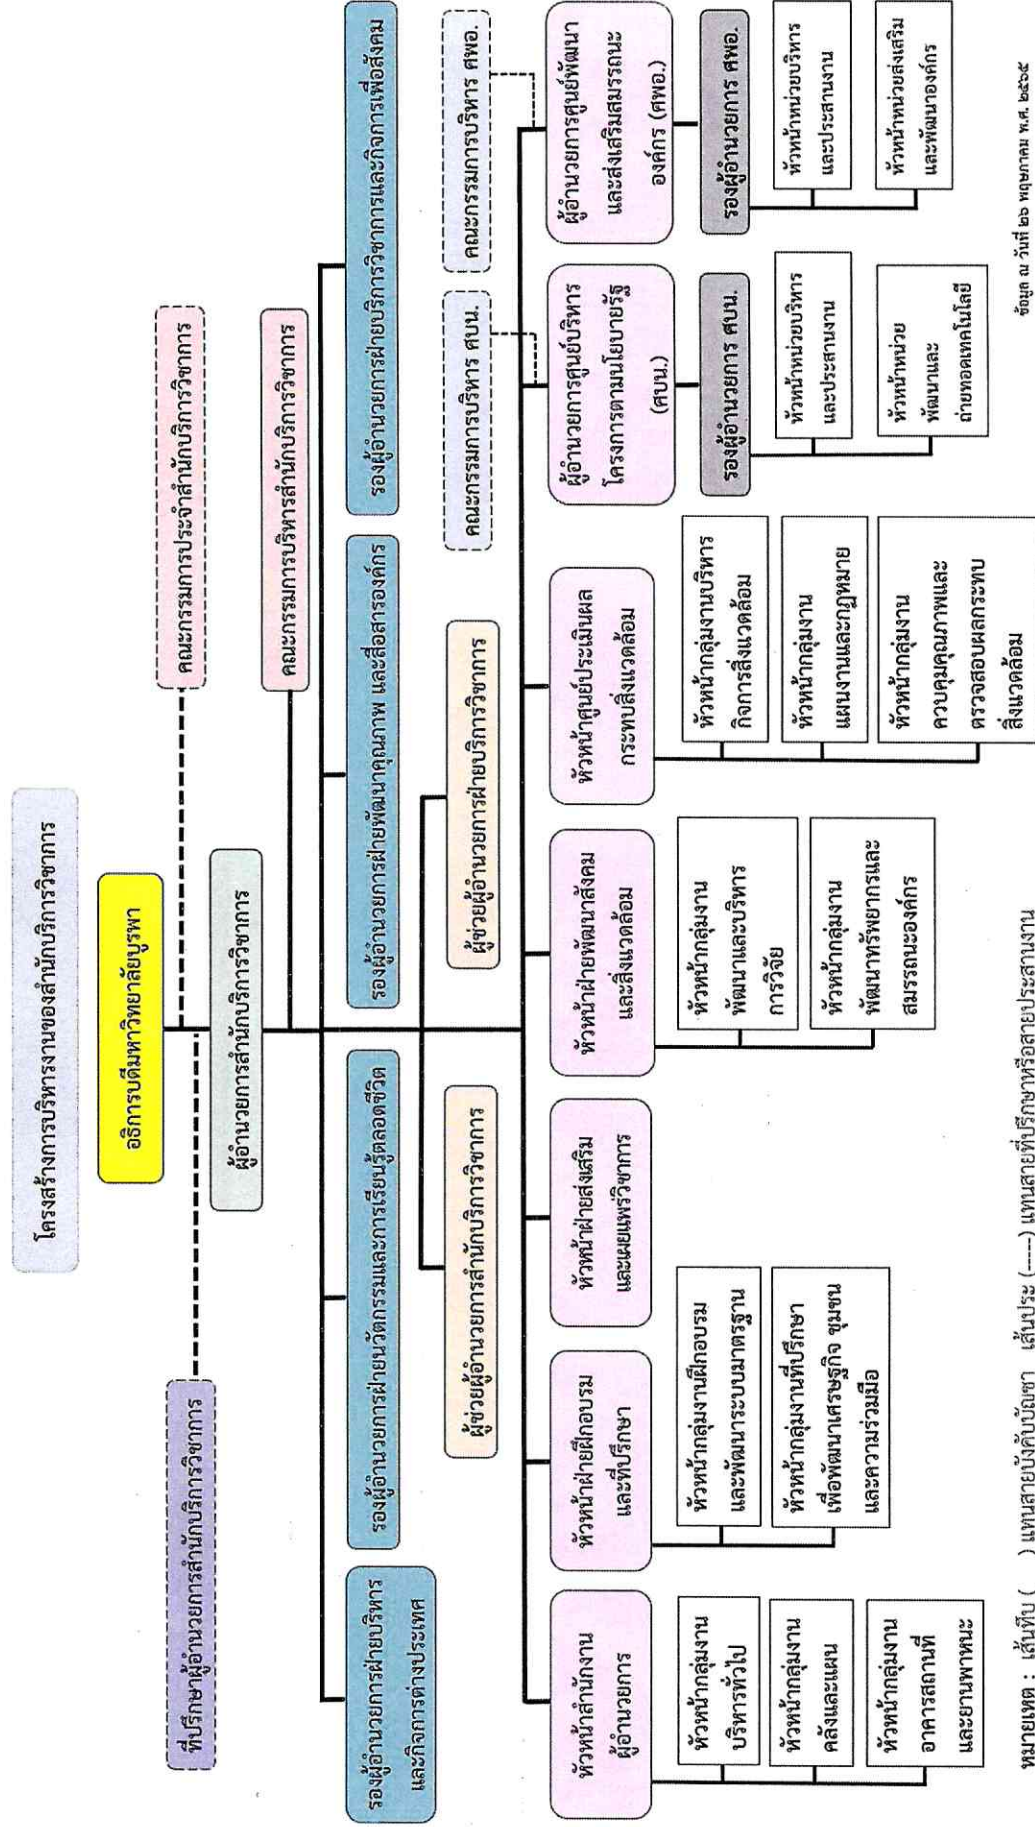 โครงสร้างการบริหารงานของสำนักบริการวิชาการ
อธิการบดีมหาวิทยาลัยบูรพา
ที่ปรึกษาผู้อำนวยการสำนักบริการวิชาการ
คณะกรรมการประจำสำนักบริการวิชาการ
ผู้อำนวยการสำนักบริการวิชาการ
คณะกรรมการบริหารสำนักบริการวิชาการ
รองผู้อำนวยการฝ่ายบริหาร
และกิจการต่างประเทศ
รองผู้อำนวยการฝ่ายนวัตกรรมและการเรียนรู้ตลอดชีวิต
รองผู้อำนวยการฝ่ายพัฒนาคุณภาพ และสื่อสารองค์กร
รองผู้อำนวยการฝ่ายบริการวิชาการและกิจการเพื่อสังคม
ผู้ช่วยผู้อำนวยการสำนักบริการวิชาการ
ผู้ช่วยผู้อำนวยการฝ่ายบริการวิชาการ
คณะกรรมการบริหาร ศบน.
คณะกรรมการบริหาร ศพอ.
หัวหน้าสำนักงาน
ผู้อำนวยการ
หัวหน้ากลุ่มงาน
บริหารทั่วไป
หัวหน้ากลุ่มงาน
คลังและแผน
หัวหน้ากลุ่มงาน
อาคารสถานที่
และยานพาหนะ
หัวหน้าฝ่ายฝึกอบรม
และที่ปรึกษา
หัวหน้ากลุ่มงานฝึกอบรม
และพัฒนาระบบมาตรฐาน
หัวหน้ากลุ่มงานที่ปรึกษา
เพื่อพัฒนาเศรษฐกิจ ชุมชน
และความร่วมมือ
หัวหน้าฝ่ายส่งเสริม
และเผยแพร่วิชาการ
หัวหน้าฝ่ายพัฒนาสังคม
และสิ่งแวดล้อม
หัวหน้ากลุ่มงาน
พัฒนาและบริหาร
การวิจัย
หัวหน้ากลุ่มงาน
พัฒนาทรัพยากรและ
สมรรถนะองค์กร
หัวหน้าศูนย์ประเมินผล
กระทบสิ่งแวดล้อม
หัวหน้ากลุ่มงานบริหาร
กิจการสิ่งแวดล้อม
หัวหน้ากลุ่มงาน
แผนงานและกฎหมาย
หัวหน้ากลุ่มงาน
ควบคุมคุณภาพและ
ตรวจสอบผลกระทบ
สิ่งแวดล้อม
ผู้อำนวยการศูนย์บริหาร
โครงการตามนโยบายรัฐ
(ศบน.)
รองผู้อำนวยการ ศบน.
หัวหน้าหน่วยบริหาร
และประสานงาน
หัวหน้าหน่วย
พัฒนาและ
ถ่ายทอดเทคโนโลยี
ผู้อำนวยการศูนย์พัฒนา
และส่งเสริมสมรรถนะ
องค์กร (ศพอ.)
รองผู้อำนวยการ ศพอ.
หัวหน้าหน่วยบริหาร
และประสานงาน
หัวหน้าหน่วยส่งเสริม
และพัฒนาองค์กร
หมายเหตุ : เส้นทึบ ( ) แทนสายบังคับบัญชา เส้นประ (-----) แทนสายที่ปรึกษาหรือสายประสานงาน
ข้อมูล ณ วันที่ ๒๖ พฤษภาคม พ.ศ. ๒๕๖๕